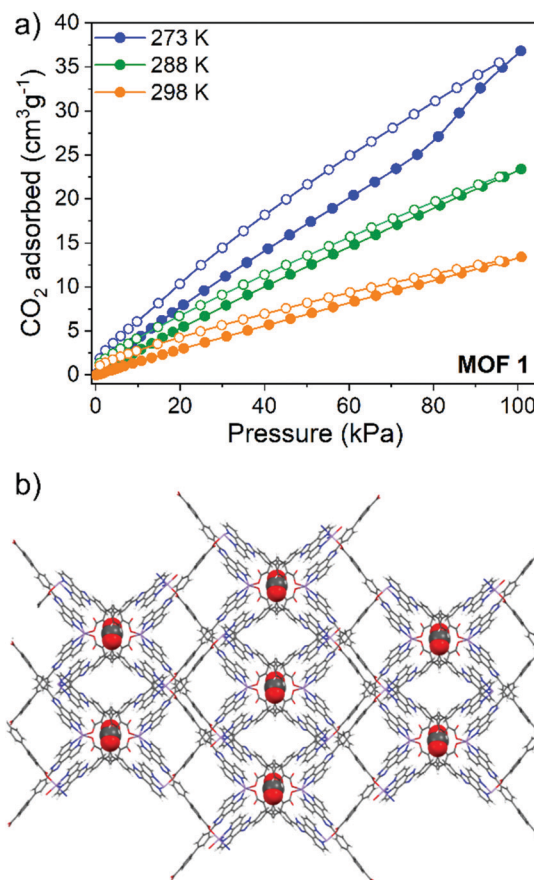 a)
40
35
30
25
20
15
10
5
0
CO₂ adsorbed (cm³g⁻¹)
273 K
288 K
298 K
MOF 1
0 20 40 60 80 100
Pressure (kPa)
b)